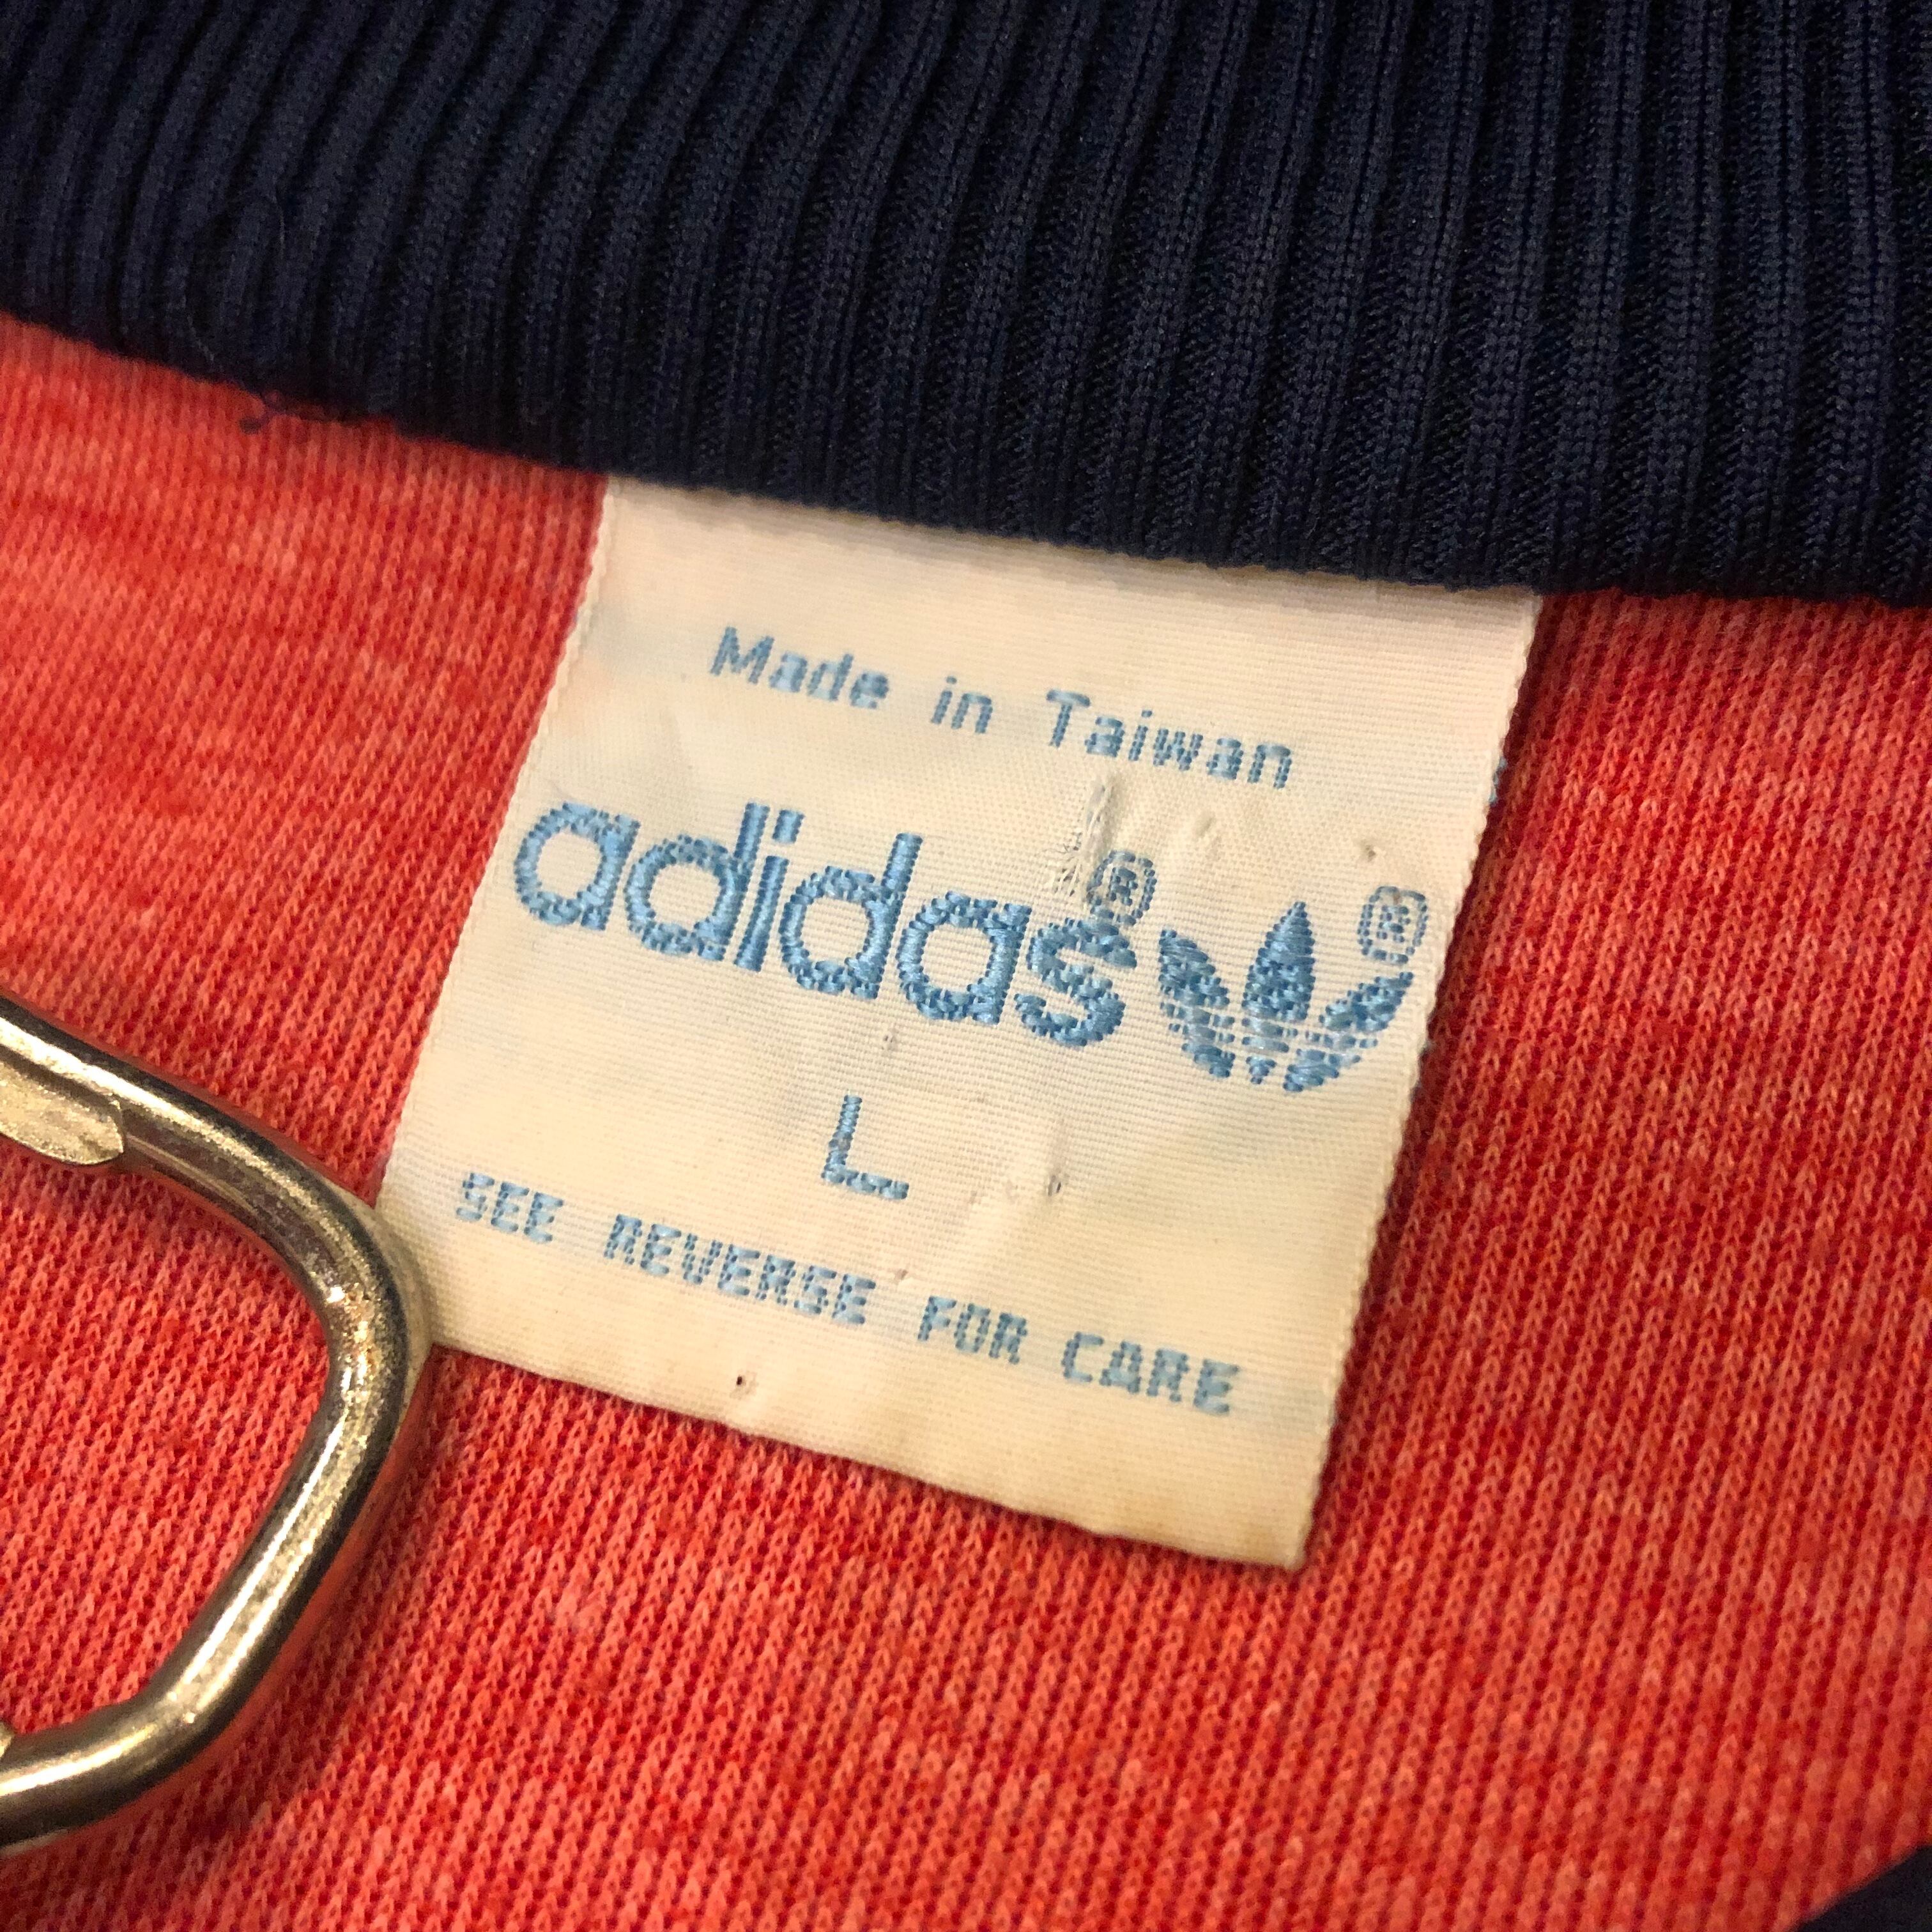 Made in Taiwan
adidas® ®
L
SEE REVERSE FOR CARE